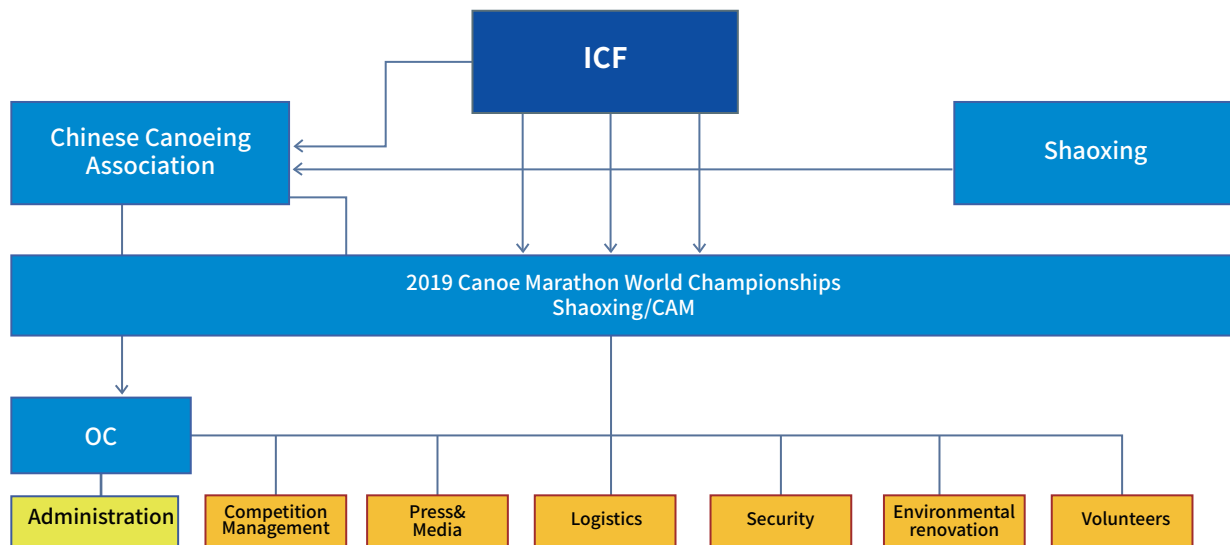 ICF
Chinese Canoeing
Association
Shaoxing
2019 Canoe Marathon World Championships
Shaoxing/CAM
OC
Administration
Competition
Management
Press&
Media
Logistics
Security
Environmental
renovation
Volunteers